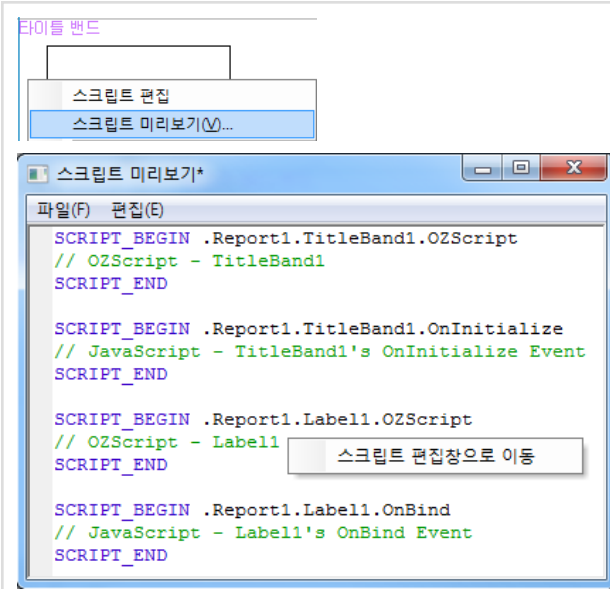 타이틀 밴드
스크립트 편집
스크립트 미리보기(V)...
스크립트 미리보기*
파일(F) 편집(E)
SCRIPT_BEGIN .Report1.TitleBand1.OZScript
// OZScript - TitleBand1
SCRIPT_END
SCRIPT_BEGIN .Report1.TitleBand1.OnInitialize
// JavaScript - TitleBand1's OnInitialize Event
SCRIPT_END
SCRIPT_BEGIN .Report1.Label1.OZScript
// OZScript - Label1
스크립트 편집창으로 이동
SCRIPT_END
SCRIPT_BEGIN .Report1.Label1.OnBind
// JavaScript - Label1's OnBind Event
SCRIPT_END